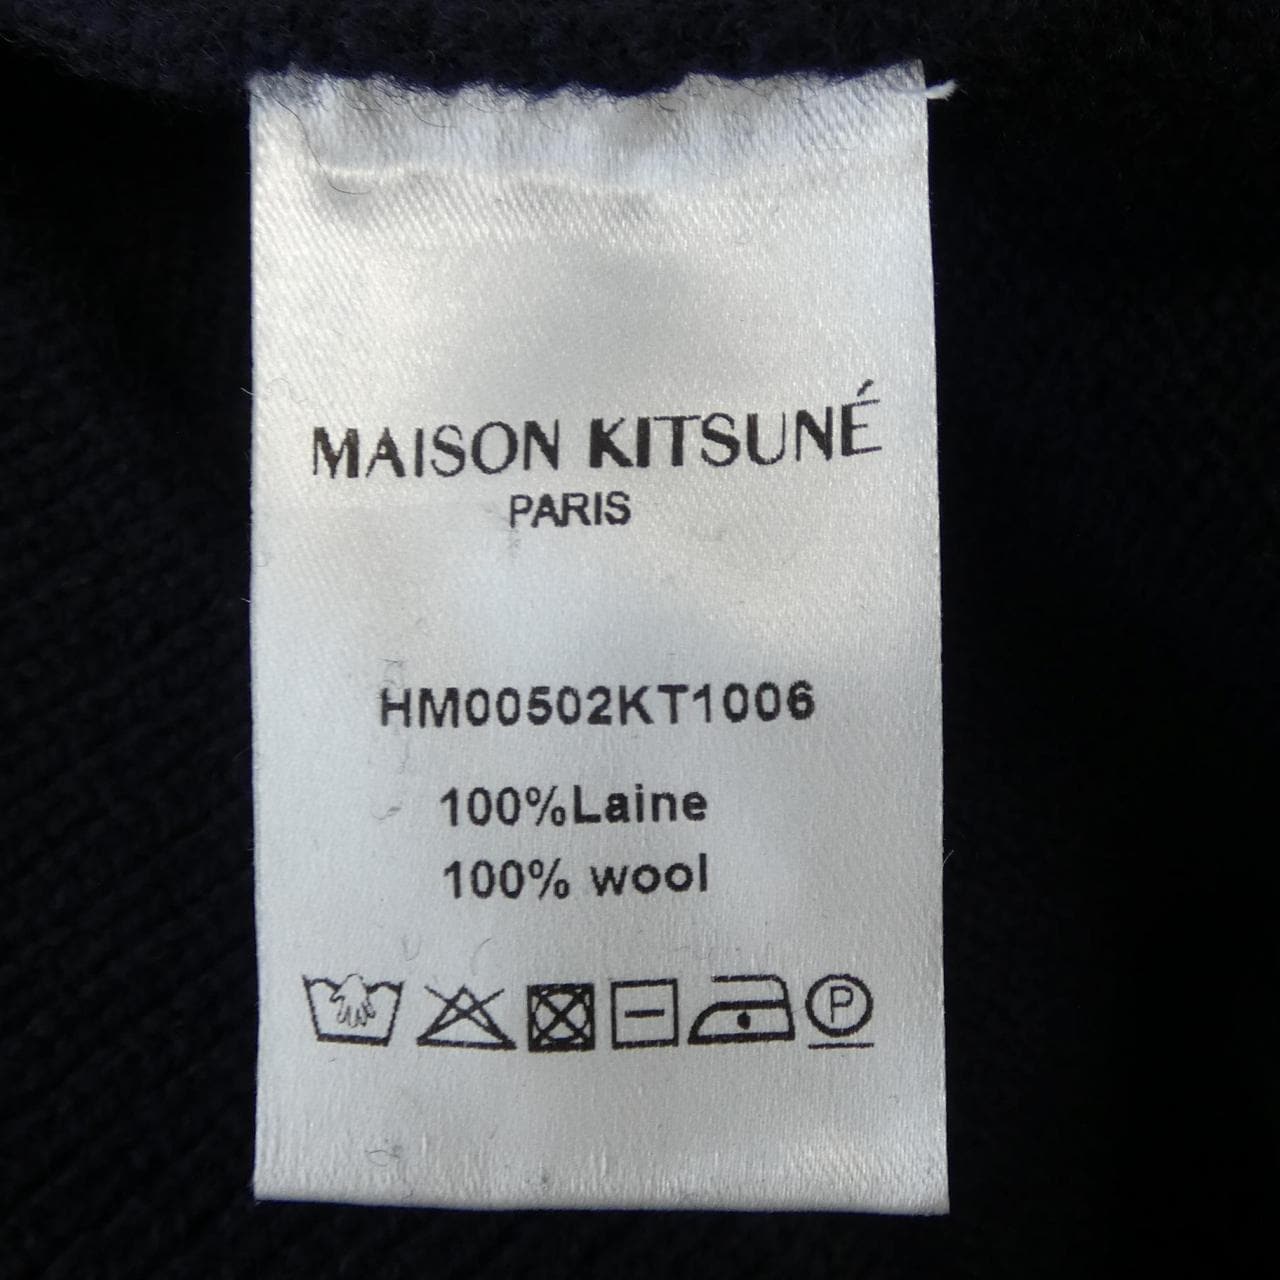 MAISON KITSUNÉ
PARIS
HM00502KT1006
100%Laine
100% wool
P